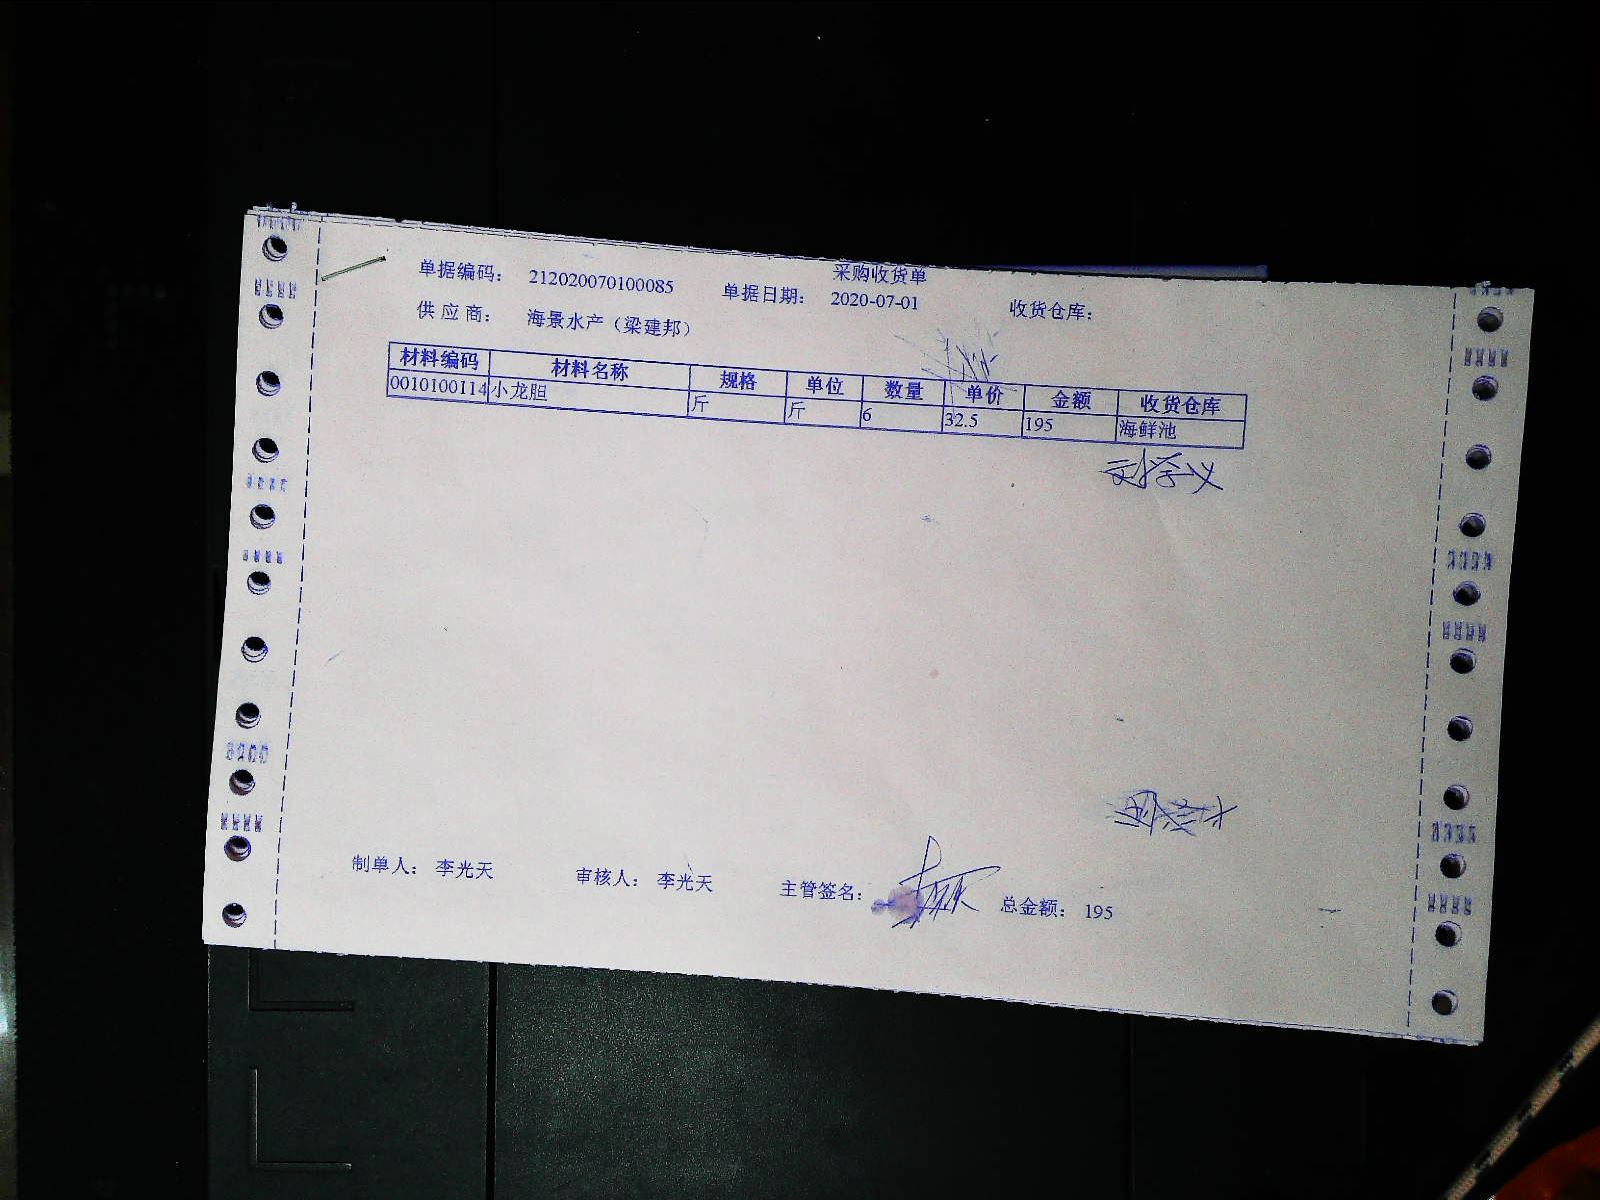 采购收货单
单据编码： 212020070100085 单据日期： 2020-07-01 收货仓库：
供 应 商： 海景水产（梁建邦）
材料编码 材料名称 规格 单位 数量 单价 金额 收货仓库
0010100114 小龙胆 斤 斤 6 32.5 195 海鲜池
制单人： 李光天 审核人： 李光天 主管签名： 总金额： 195